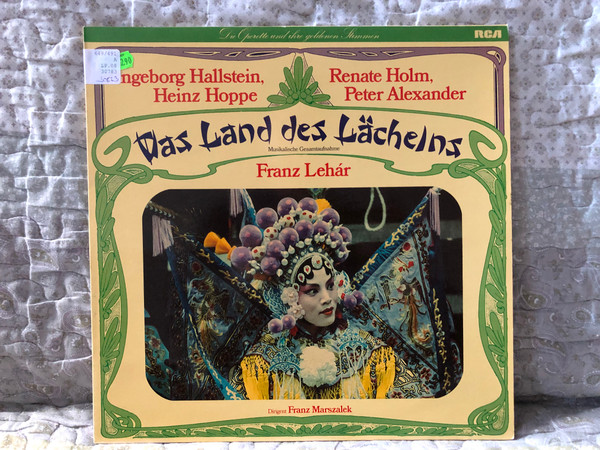 Die Operette und ihre goldenen Stimmen
RCA
Ingeborg Hallstein,
Heinz Hoppe
Renate Holm,
Peter Alexander
Das Land des Lächelns
Musikalische Gesamtaufnahme
Franz Lehár
Dirigent Franz Marszalek